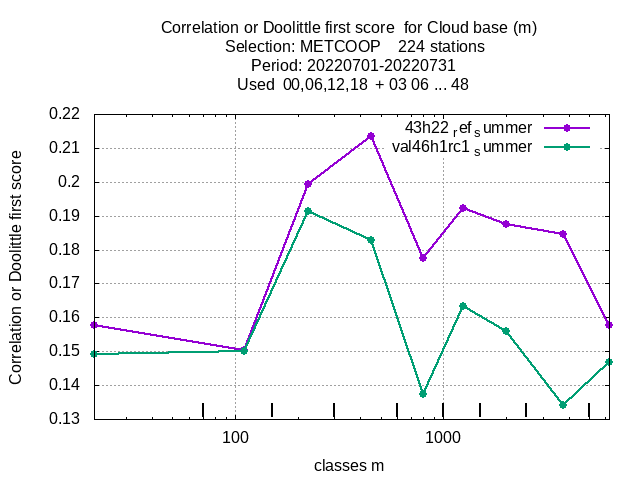 Correlation or Doolittle first score  for Cloud base (m)
Selection: METCOOP    224 stations
Period: 20220701-20220731
Used  00,06,12,18  + 03 06 ... 48
43h22 ref summer
val46h1rc1 summer
0.22
0.21
0.2
0.19
0.18
0.17
0.16
0.15
0.14
0.13
Correlation or Doolittle first score
100
1000
classes m